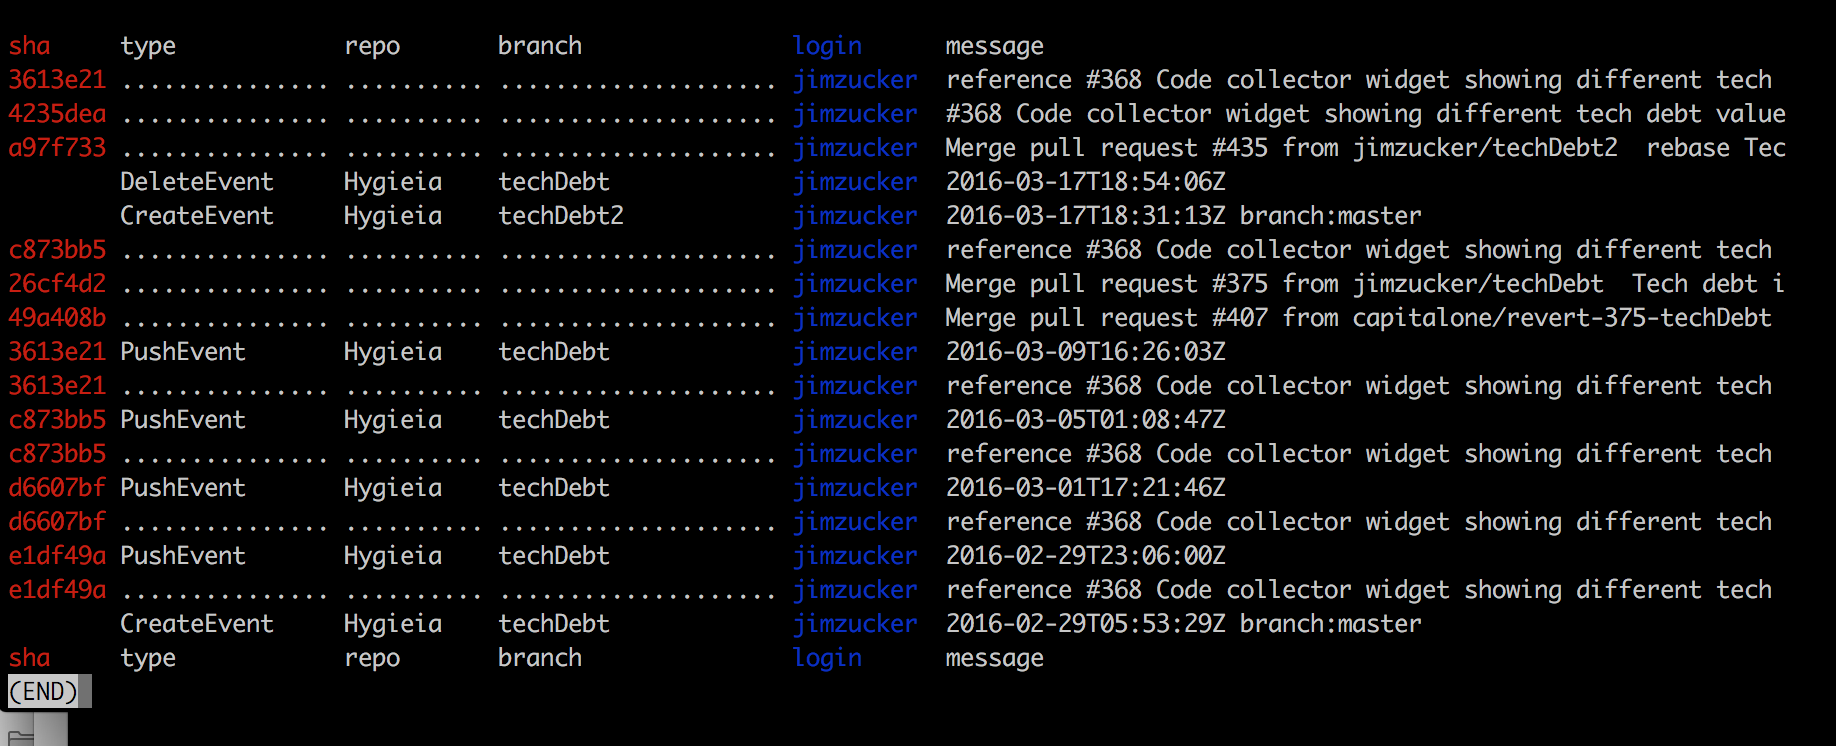 sha type repo branch login message
3613e21 ............... .......... .................... jimzucker reference #368 Code collector widget showing different tech
4235dea ............... .......... .................... jimzucker #368 Code collector widget showing different tech debt value
a97f733 ............... .......... .................... jimzucker Merge pull request #435 from jimzucker/techDebt2  rebase Tec
DeleteEvent Hygieia techDebt jimzucker 2016-03-17T18:54:06Z
CreateEvent Hygieia techDebt2 jimzucker 2016-03-17T18:31:13Z branch:master
c873bb5 ............... .......... .................... jimzucker reference #368 Code collector widget showing different tech
26cf4d2 ............... .......... .................... jimzucker Merge pull request #375 from jimzucker/techDebt  Tech debt i
49a408b ............... .......... .................... jimzucker Merge pull request #407 from capitalone/revert-375-techDebt
3613e21 PushEvent Hygieia techDebt jimzucker 2016-03-09T16:26:03Z
3613e21 ............... .......... .................... jimzucker reference #368 Code collector widget showing different tech
c873bb5 PushEvent Hygieia techDebt jimzucker 2016-03-05T01:08:47Z
c873bb5 ............... .......... .................... jimzucker reference #368 Code collector widget showing different tech
d6607bf PushEvent Hygieia techDebt jimzucker 2016-03-01T17:21:46Z
d6607bf ............... .......... .................... jimzucker reference #368 Code collector widget showing different tech
e1df49a PushEvent Hygieia techDebt jimzucker 2016-02-29T23:06:00Z
e1df49a ............... .......... .................... jimzucker reference #368 Code collector widget showing different tech
CreateEvent Hygieia techDebt jimzucker 2016-02-29T05:53:29Z branch:master
sha type repo branch login message
(END)